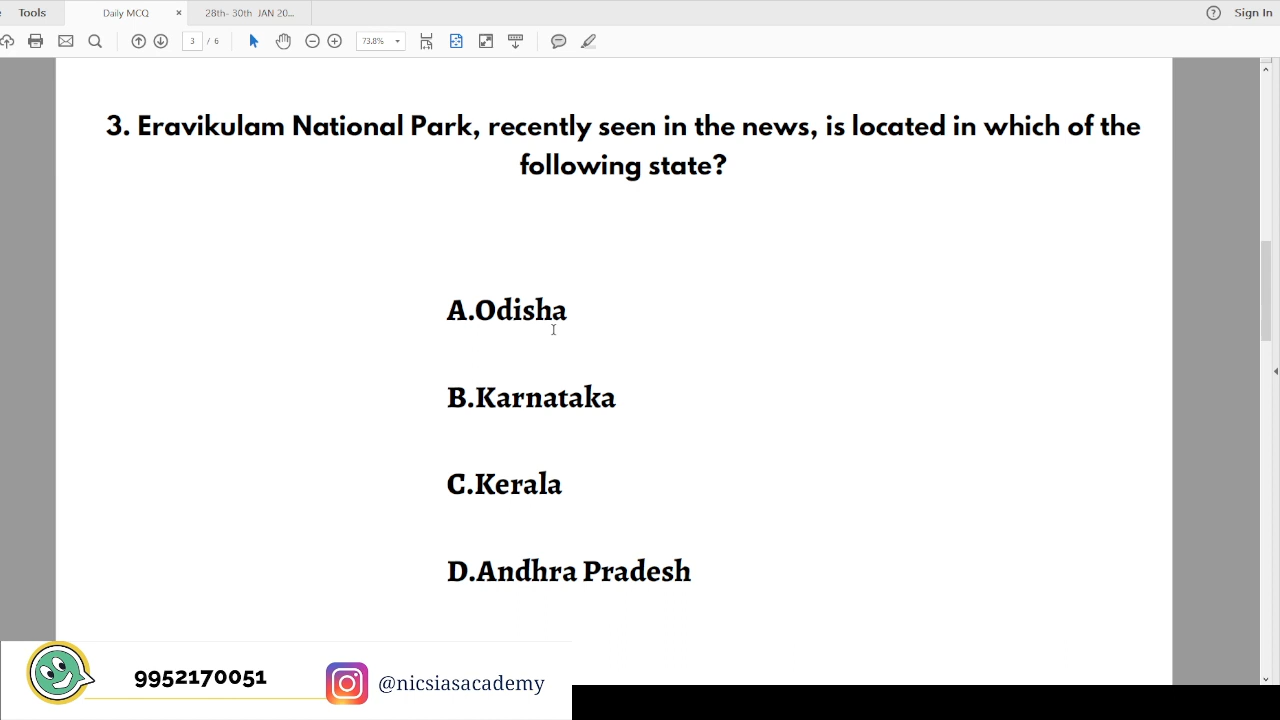 Tools
Daily MCQ
×
28th- 30th JAN 20...
?
Sign In
3 / 6
73.8%
3. Eravikulam National Park, recently seen in the news, is located in which of the
following state?
A.Odisha
B.Karnataka
C.Kerala
D.Andhra Pradesh
9952170051
@nicsiasacademy